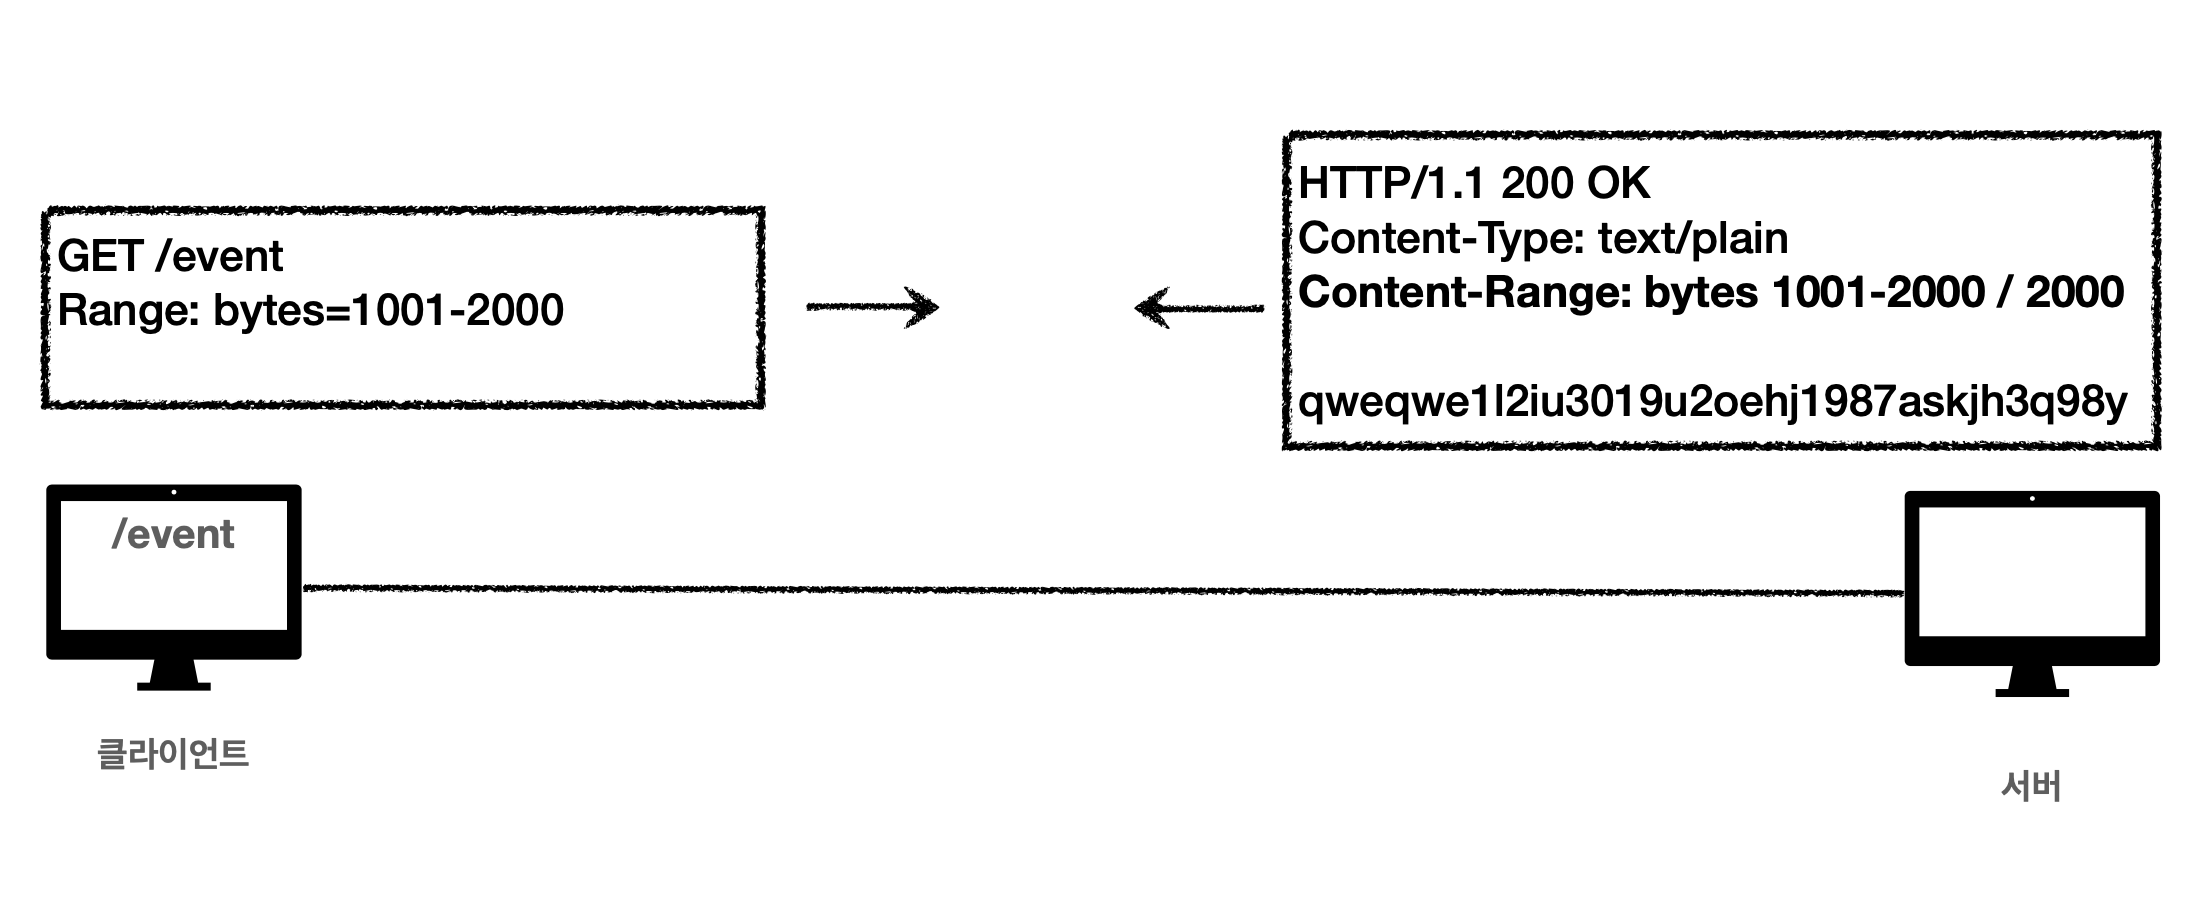 GET /event
Range: bytes=1001-2000
HTTP/1.1 200 OK
Content-Type: text/plain
Content-Range: bytes 1001-2000 / 2000
qweqwe1l2iu3019u2oehj1987askjh3q98y
/event
클라이언트
서버